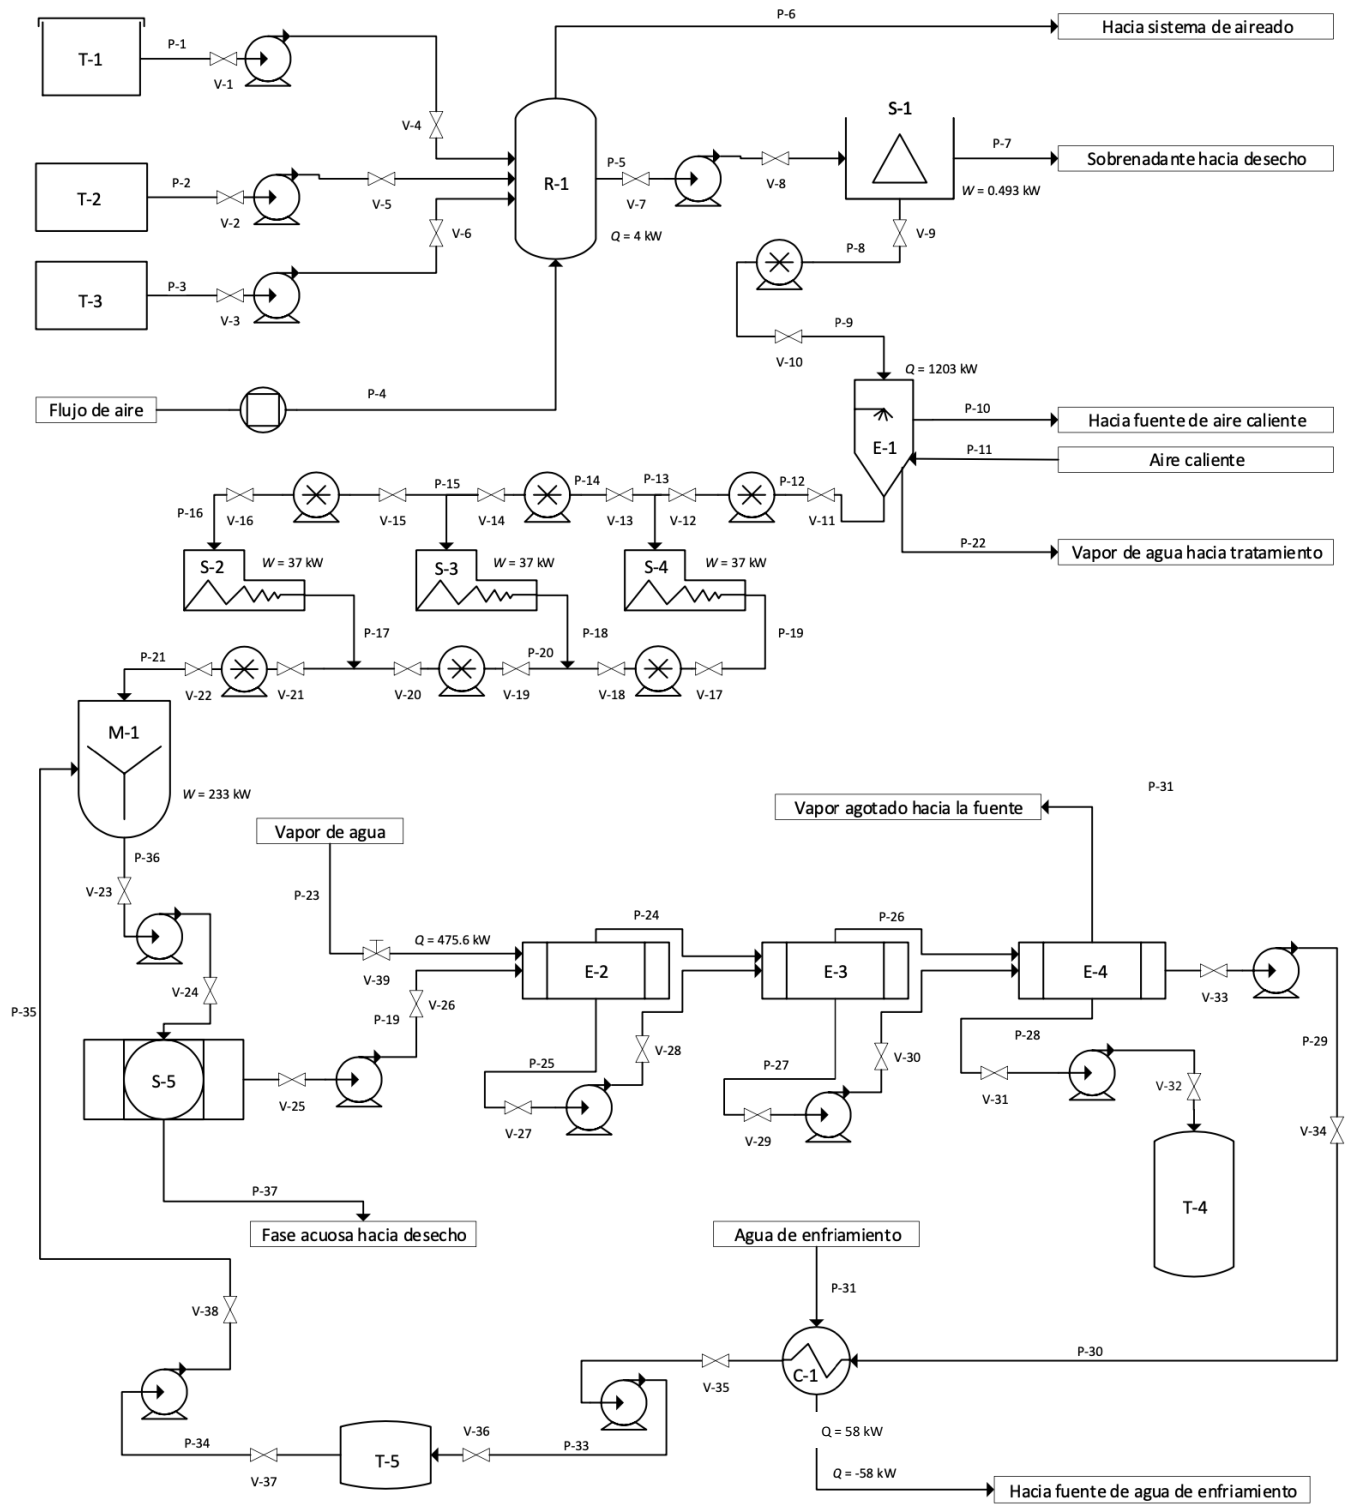 P-6
Hacia sistema de aireado
T-1
P-1
V-1
V-4
S-1
P-7
Sobrenadante hacia desecho
W = 0.493 kW
T-2
P-2
V-2
V-5
R-1
P-5
V-7
V-8
V-6
Q = 4 kW
V-9
P-8
T-3
P-3
V-3
P-9
V-10
Q = 1203 kW
Flujo de aire
P-4
P-10
Hacia fuente de aire caliente
E-1
P-11
Aire caliente
P-16
V-16
V-15
P-15
V-14
P-14
V-13
P-13
V-12
P-12
V-11
P-22
Vapor de agua hacia tratamiento
S-2
W = 37 kW
S-3
W = 37 kW
S-4
W = 37 kW
P-17
P-18
P-19
P-21
V-22
V-21
V-20
V-19
P-20
V-18
V-17
M-1
W = 233 kW
P-31
Vapor agotado hacia la fuente
Vapor de agua
P-36
V-23
P-23
Q = 475.6 kW
P-24
P-26
V-39
E-2
E-3
E-4
V-33
V-24
V-26
P-19
P-35
S-5
V-25
P-25
V-28
V-27
P-27
V-30
V-29
P-28
V-31
V-32
P-29
V-34
T-4
P-37
Fase acuosa hacia desecho
Agua de enfriamiento
P-31
V-38
C-1
P-30
V-35
Q = 58 kW
Q = -58 kW
P-34
V-37
T-5
V-36
P-33
Hacia fuente de agua de enfriamiento